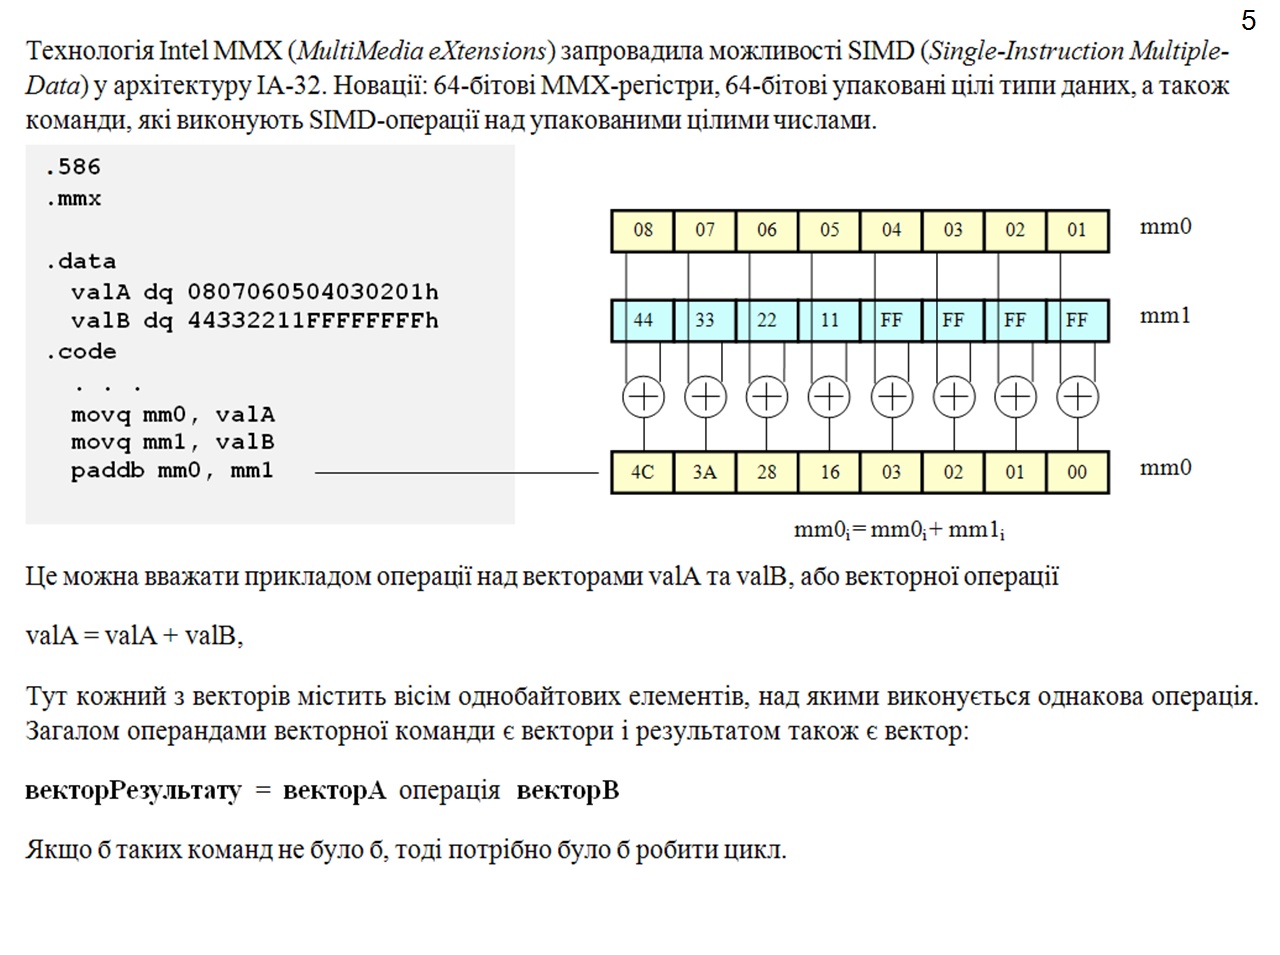 5
Технологія Intel MMX (MultiMedia eXtensions) запровадила можливості SIMD (Single-Instruction Multiple-
Data) у архітектуру IA-32. Новації: 64-бітові MMX-регістри, 64-бітові упаковані цілі типи даних, а також
команди, які виконують SIMD-операції над упакованими цілими числами.
.586
.mmx
.data
valA dq 0807060504030201h
valB dq 44332211FFFFFFFFh
.code
. . .
movq mm0, valA
movq mm1, valB
paddb mm0, mm1
08 07 06 05 04 03 02 01 mm0
44 33 22 11 FF FF FF FF mm1
4C 3A 28 16 03 02 01 00 mm0
mm0i= mm0i+ mm1i
Це можна вважати прикладом операції над векторами valA та valB, або векторної операції
valA = valA + valB,
Тут кожний з векторів містить вісім однобайтових елементів, над якими виконується однакова операція.
Загалом операндами векторної команди є вектори і результатом також є вектор:
векторРезультату = векторА операція векторВ
Якщо б таких команд не було б, тоді потрібно було б робити цикл.